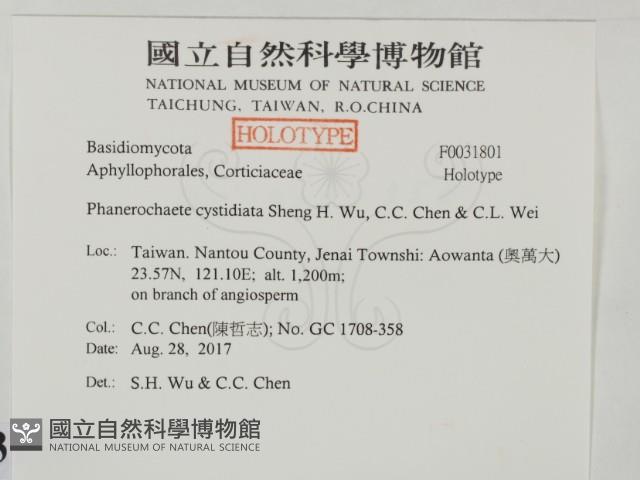 國立自然科學博物館
NATIONAL MUSEUM OF NATURAL SCIENCE
TAICHUNG, TAIWAN, R.O.CHINA
HOLOTYPE
Basidiomycota F0031801
Aphyllophorales, Corticiaceae Holotype
Phanerochaete cystidiata Sheng H. Wu, C.C. Chen & C.L. Wei
Loc.: Taiwan. Nantou County, Jenai Townshi: Aowanta (奧萬大)
23.57N, 121.10E; alt. 1,200m;
on branch of angiosperm
Col.: C.C. Chen(陳哲志); No. GC 1708-358
Date: Aug. 28, 2017
Det.: S.H. Wu & C.C. Chen
國立自然科學博物館
NATIONAL MUSEUM OF NATURAL SCIENCE